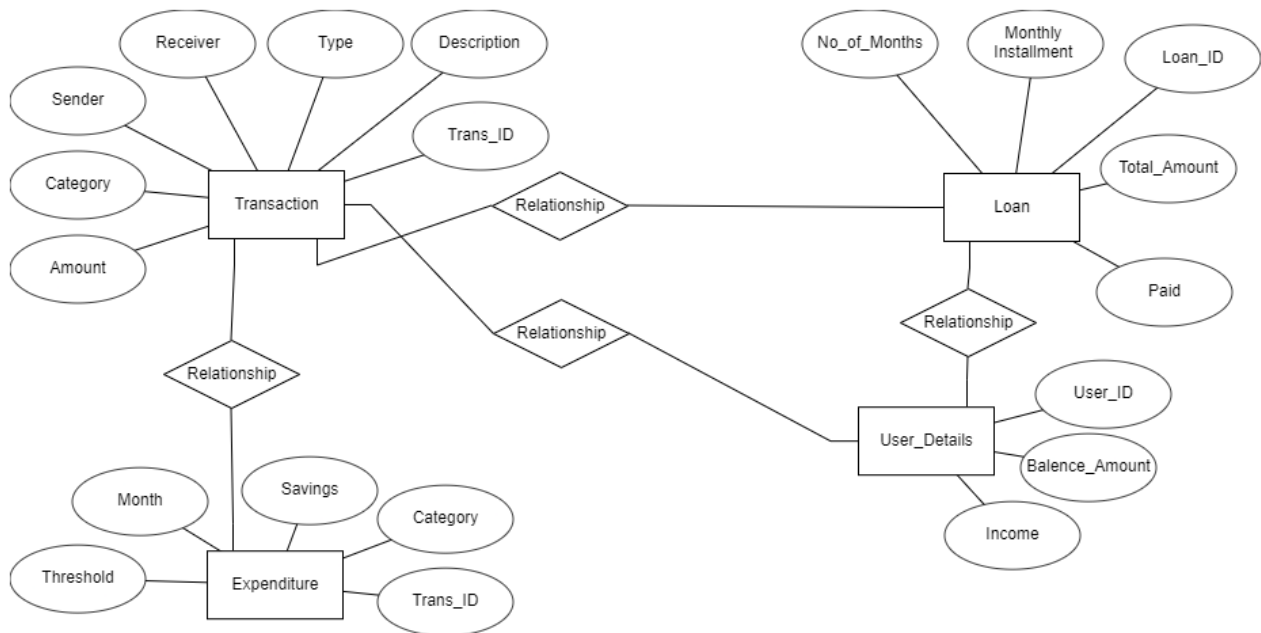 Receiver
Type
Description
No_of_Months
Monthly
Installment
Loan_ID
Sender
Trans_ID
Category
Transaction
Relationship
Loan
Total_Amount
Amount
Paid
Relationship
Relationship
Relationship
User_ID
User_Details
Balence_Amount
Month
Savings
Category
Income
Threshold
Expenditure
Trans_ID